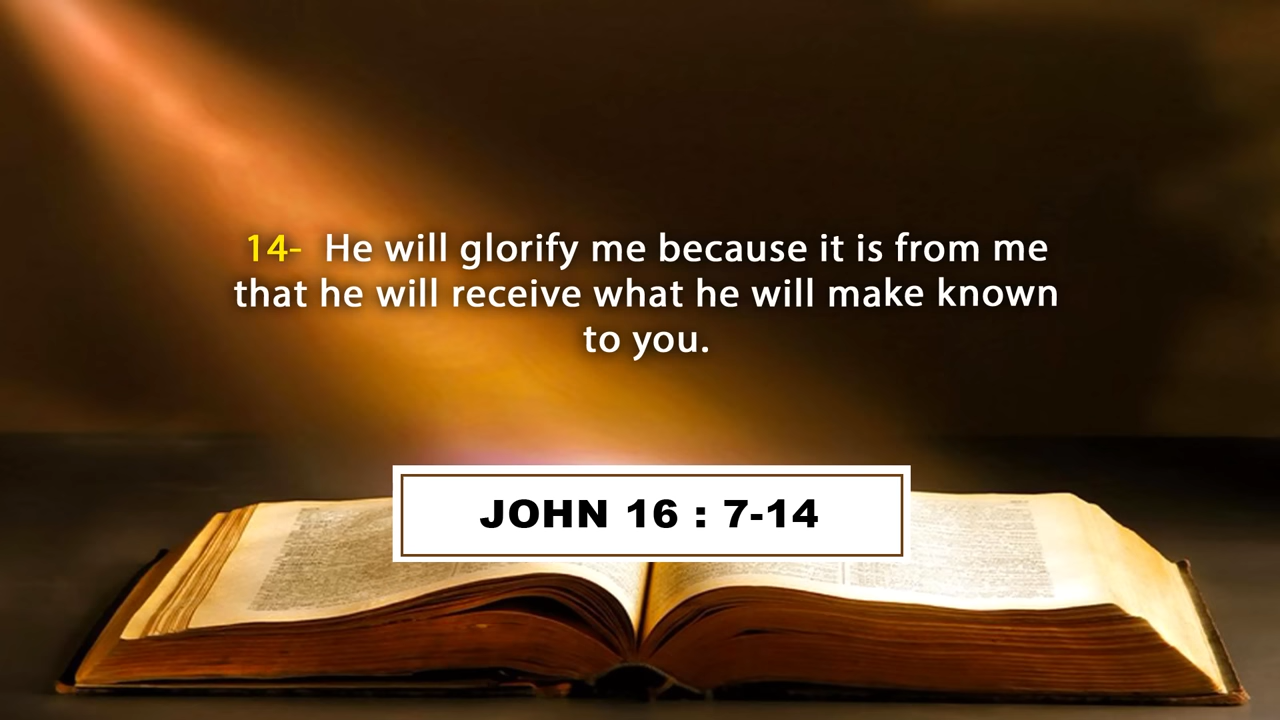 14- He will glorify me because it is from me
that he will receive what he will make known
to you.
JOHN 16 : 7-14